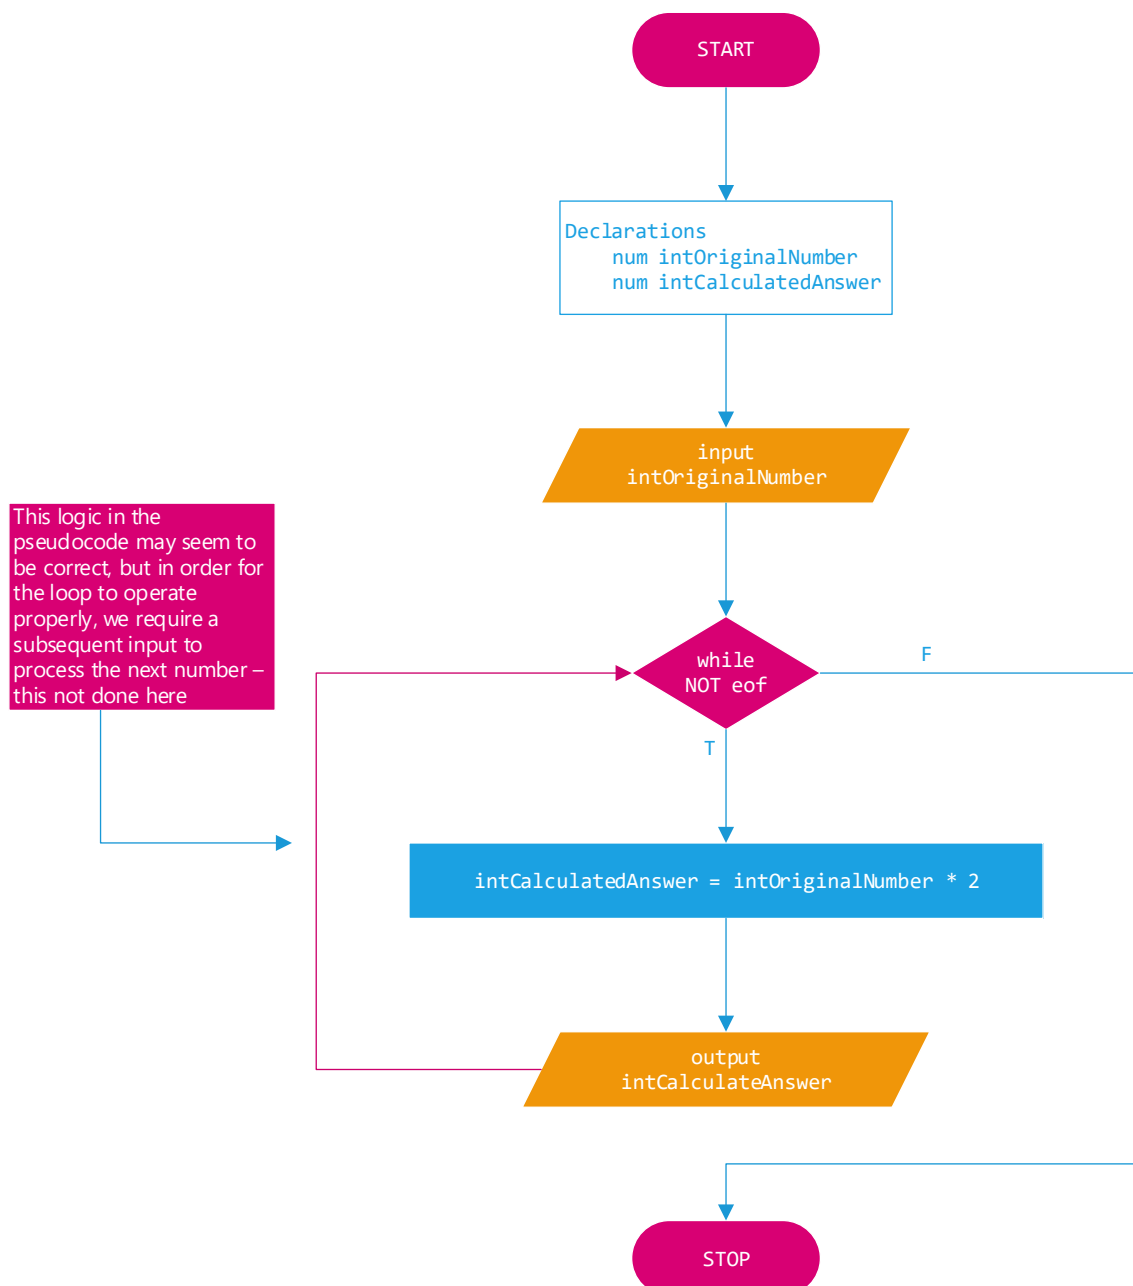 START
Declarations
num intOriginalNumber
num intCalculatedAnswer
input
intOriginalNumber
This logic in the
pseudocode may seem to
be correct, but in order for
the loop to operate
properly, we require a
subsequent input to
process the next number –
this not done here
while
NOT eof
F
T
intCalculatedAnswer = intOriginalNumber * 2
output
intCalculateAnswer
STOP